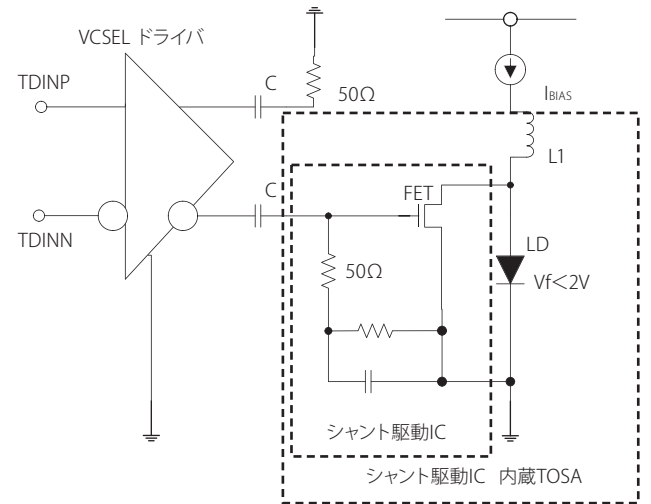 VCSEL ドライバ
TDINP
C
50Ω
IBIAS
L1
C
FET
TDINN
50Ω
LD
Vf＜2V
シャント駆動IC
シャント駆動IC 内蔵TOSA